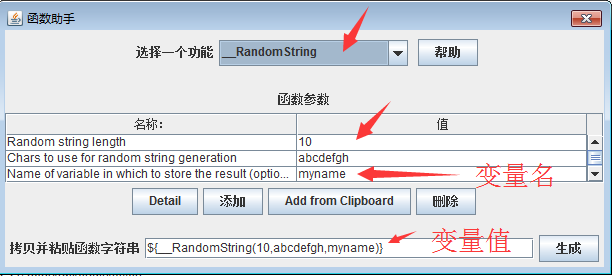 函数助手
选择一个功能 __RandomString 帮助
函数参数
名称: 值
Random string length 10
Chars to use for random string generation abcdefgh
Name of variable in which to store the result (optio... myname 变量名
Detail 添加 Add from Clipboard 删除
变量值
拷贝并粘贴函数字符串 ${__RandomString(10,abcdefgh,myname)} 生成